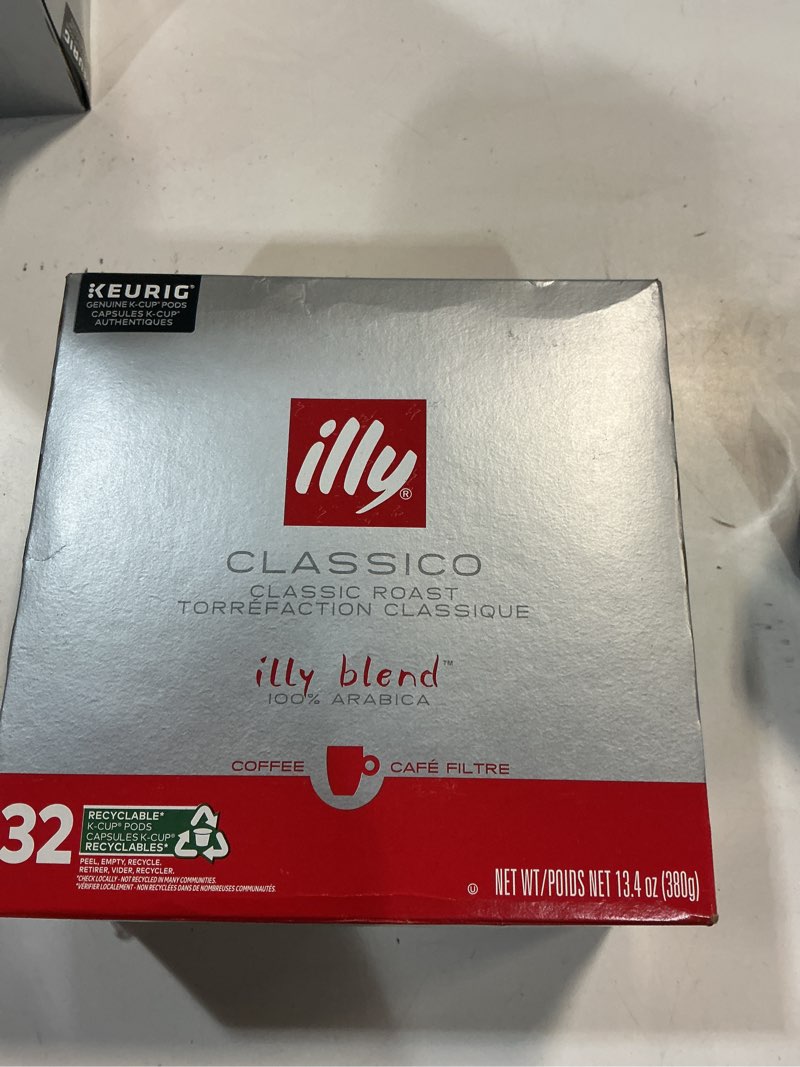 KEURIG®
GENUINE K-CUP® PODS
CAPSULES K-CUP®
AUTHENTIQUES
illy®
CLASSICO
CLASSIC ROAST
TORRÉFACTION CLASSIQUE
illy blend™
100% ARABICA
COFFEE CAFÉ FILTRE
32
RECYCLABLE*
K-CUP® PODS
CAPSULES K-CUP®
RECYCLABLES*
PEEL, EMPTY, RECYCLE.
RETIRER, VIDER, RECYCLER.
*CHECK LOCALLY - NOT RECYCLED IN MANY COMMUNITIES.
*VÉRIFIER LOCALEMENT - NON RECYCLÉES DANS DE NOMBREUSES COMMUNAUTÉS.
U NET WT/POIDS NET 13.4 oz (380g)